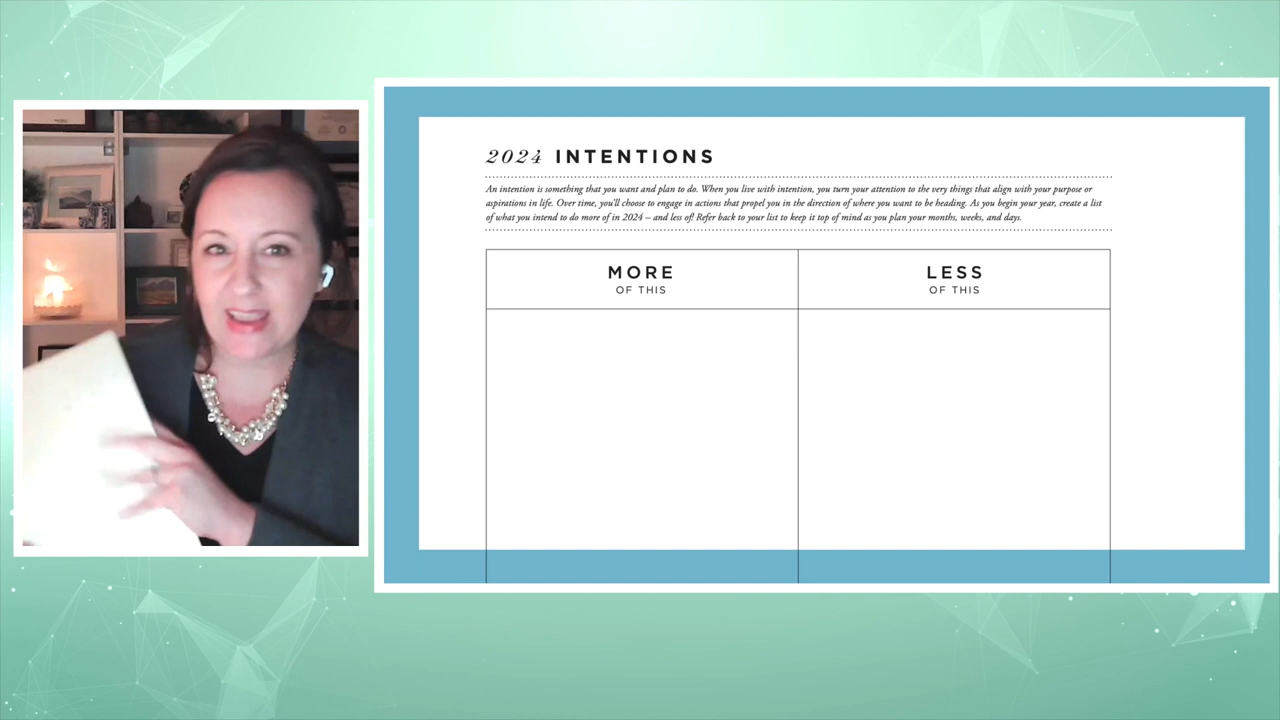 2024 INTENTIONS
An intention is something that you want and plan to do. When you live with intention, you turn your attention to the very things that align with your purpose or
aspirations in life. Over time, you'll choose to engage in actions that propel you in the direction of where you want to be heading. As you begin your year, create a list
of what you intend to do more of in 2024 – and less of! Refer back to your list to keep it top of mind as you plan your months, weeks, and days.
MORE
OF THIS
LESS
OF THIS